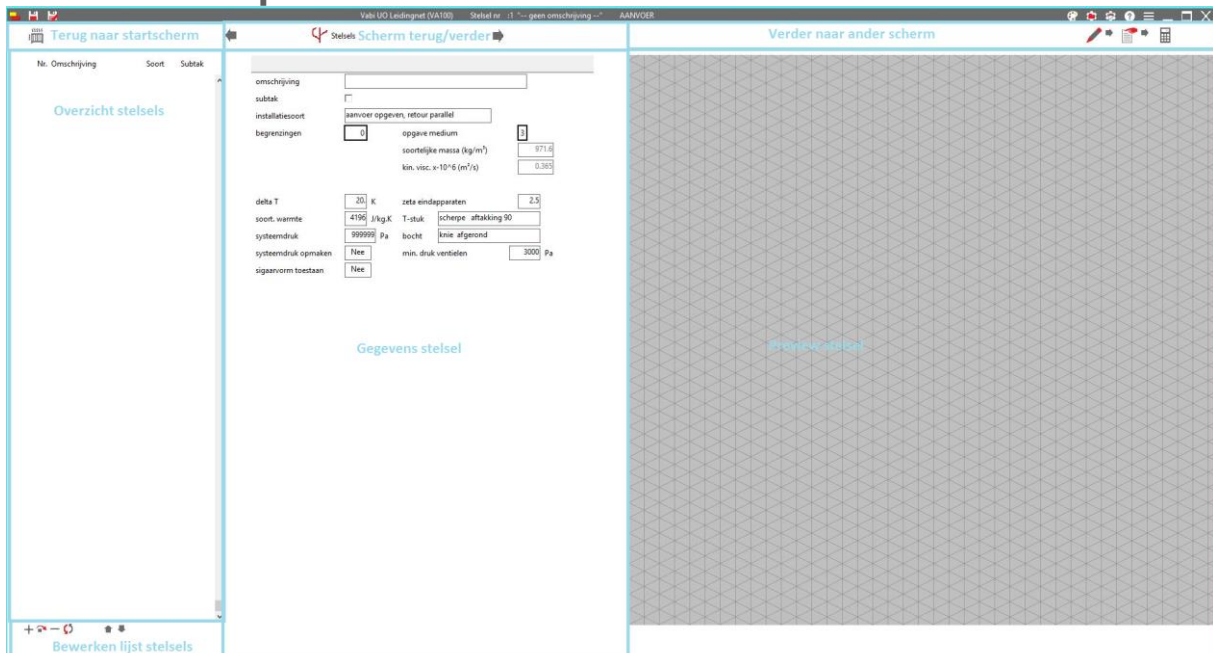 Vabi UO Leidingnet (VA100) Stelsel nr :1 "-- geen omschrijving --" AANVOER
Terug naar startscherm
Stelsels Scherm terug/verder
Verder naar ander scherm
Nr. Omschrijving Soort Subtak
Overzicht stelsels
omschrijving
subtak
installatiesoort aanvoer opgeven, retour parallel
begrenzingen 0 opgave medium 3
soortelijke massa (kg/m³) 971.6
kin. visc. x-10^6 (m²/s) 0.365
delta T 20. K zeta eindapparaten 2.5
soort. warmte 4196 J/kg.K T-stuk scherpe aftakking 90
systeemdruk 999999 Pa bocht knie afgerond
systeemdruk opmaken Nee min. druk ventielen 3000 Pa
sigaarvorm toestaan Nee
Gegevens stelsel
Preview stelsel
Bewerken lijst stelsels